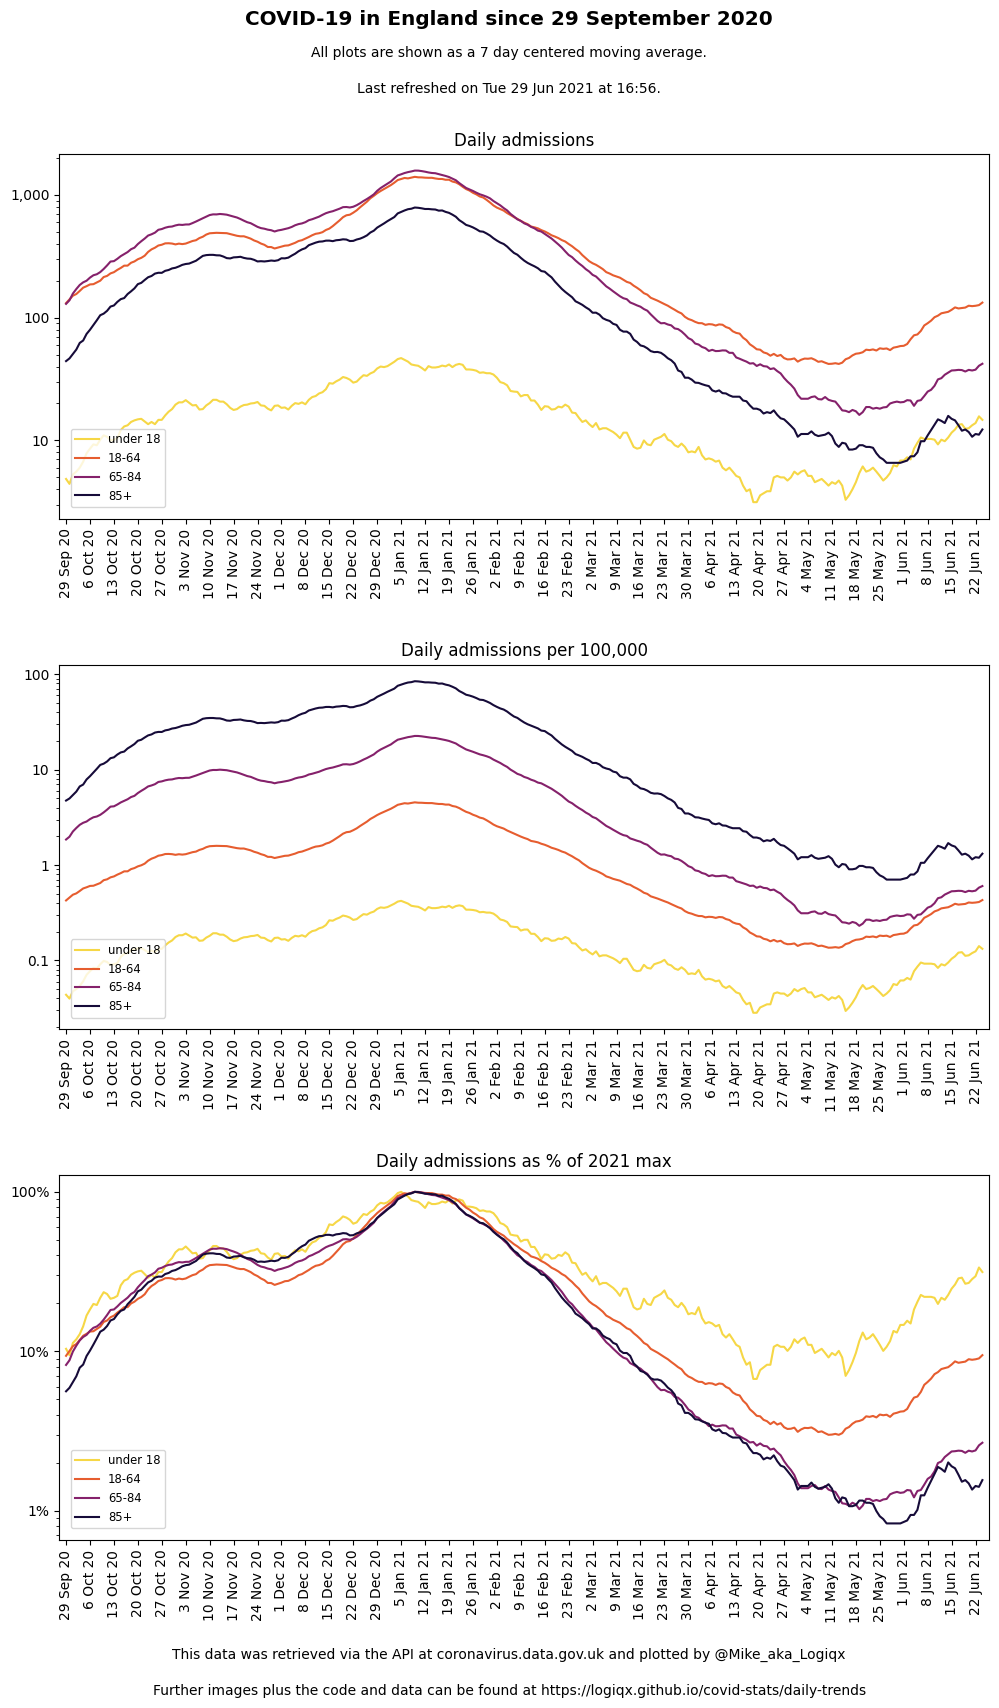 COVID-19 in England since 29 September 2020
All plots are shown as a 7 day centered moving average.
Last refreshed on Tue 29 Jun 2021 at 16:56.
Daily admissions
1,000
100
10
under 18
18-64
65-84
85+
29 Sep 20
6 Oct 20
13 Oct 20
20 Oct 20
27 Oct 20
3 Nov 20
10 Nov 20
17 Nov 20
24 Nov 20
1 Dec 20
8 Dec 20
15 Dec 20
22 Dec 20
29 Dec 20
5 Jan 21
12 Jan 21
19 Jan 21
26 Jan 21
2 Feb 21
9 Feb 21
16 Feb 21
23 Feb 21
2 Mar 21
9 Mar 21
16 Mar 21
23 Mar 21
30 Mar 21
6 Apr 21
13 Apr 21
20 Apr 21
27 Apr 21
4 May 21
11 May 21
18 May 21
25 May 21
1 Jun 21
8 Jun 21
15 Jun 21
22 Jun 21
Daily admissions per 100,000
100
10
1
0.1
under 18
18-64
65-84
85+
29 Sep 20
6 Oct 20
13 Oct 20
20 Oct 20
27 Oct 20
3 Nov 20
10 Nov 20
17 Nov 20
24 Nov 20
1 Dec 20
8 Dec 20
15 Dec 20
22 Dec 20
29 Dec 20
5 Jan 21
12 Jan 21
19 Jan 21
26 Jan 21
2 Feb 21
9 Feb 21
16 Feb 21
23 Feb 21
2 Mar 21
9 Mar 21
16 Mar 21
23 Mar 21
30 Mar 21
6 Apr 21
13 Apr 21
20 Apr 21
27 Apr 21
4 May 21
11 May 21
18 May 21
25 May 21
1 Jun 21
8 Jun 21
15 Jun 21
22 Jun 21
Daily admissions as % of 2021 max
100%
10%
1%
under 18
18-64
65-84
85+
29 Sep 20
6 Oct 20
13 Oct 20
20 Oct 20
27 Oct 20
3 Nov 20
10 Nov 20
17 Nov 20
24 Nov 20
1 Dec 20
8 Dec 20
15 Dec 20
22 Dec 20
29 Dec 20
5 Jan 21
12 Jan 21
19 Jan 21
26 Jan 21
2 Feb 21
9 Feb 21
16 Feb 21
23 Feb 21
2 Mar 21
9 Mar 21
16 Mar 21
23 Mar 21
30 Mar 21
6 Apr 21
13 Apr 21
20 Apr 21
27 Apr 21
4 May 21
11 May 21
18 May 21
25 May 21
1 Jun 21
8 Jun 21
15 Jun 21
22 Jun 21
This data was retrieved via the API at coronavirus.data.gov.uk and plotted by @Mike_aka_Logiqx
Further images plus the code and data can be found at https://logiqx.github.io/covid-stats/daily-trends